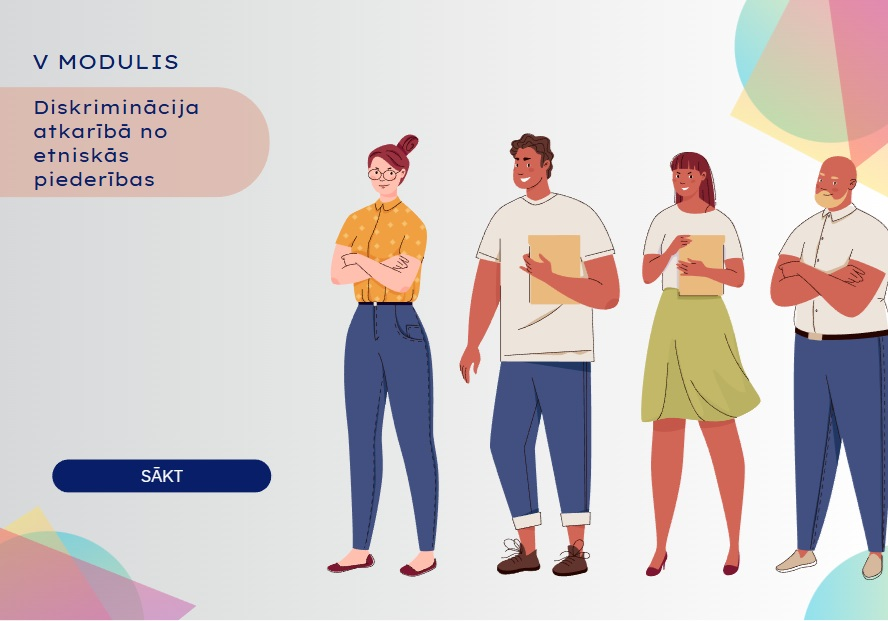 V MODULIS
Diskriminācija
atkarībā no
etniskās
piederības
SĀKT